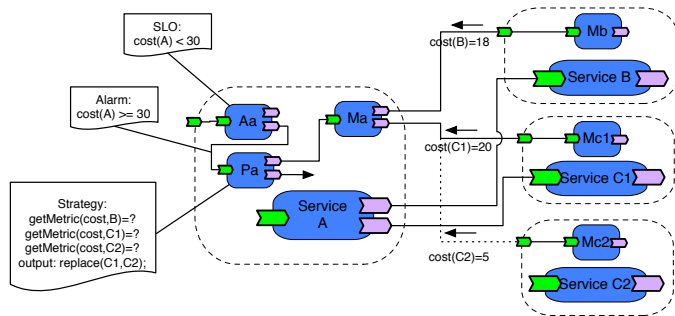 SLO:
cost(A) < 30
Alarm:
cost(A) >= 30
Strategy:
getMetric(cost,B)=?
getMetric(cost,C1)=?
getMetric(cost,C2)=?
output: replace(C1,C2);
Aa
Pa
Ma
Service
A
cost(B)=18
cost(C1)=20
cost(C2)=5
Mb
Service B
Mc1
Service C1
Mc2
Service C2